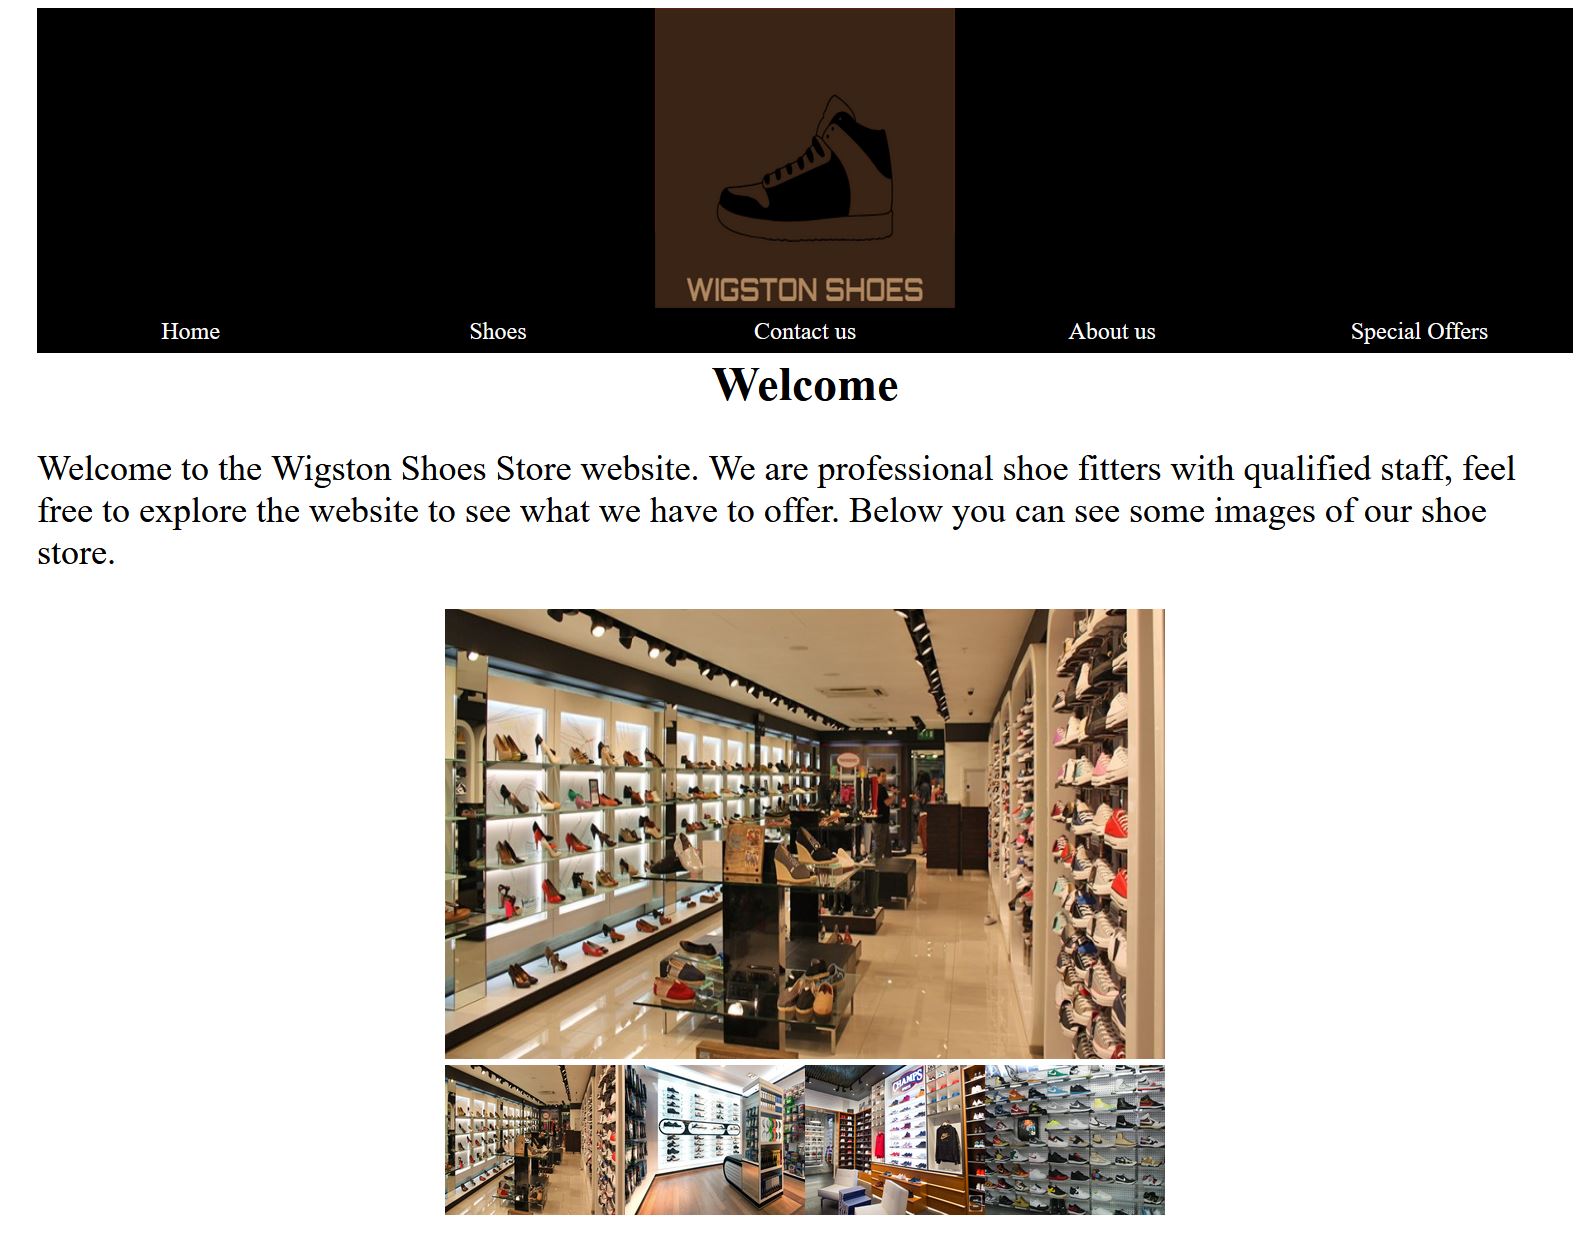 WIGSTON SHOES
Home Shoes Contact us About us Special Offers
Welcome
Welcome to the Wigston Shoes Store website. We are professional shoe fitters with qualified staff, feel
free to explore the website to see what we have to offer. Below you can see some images of our shoe
store.
CHAMPS